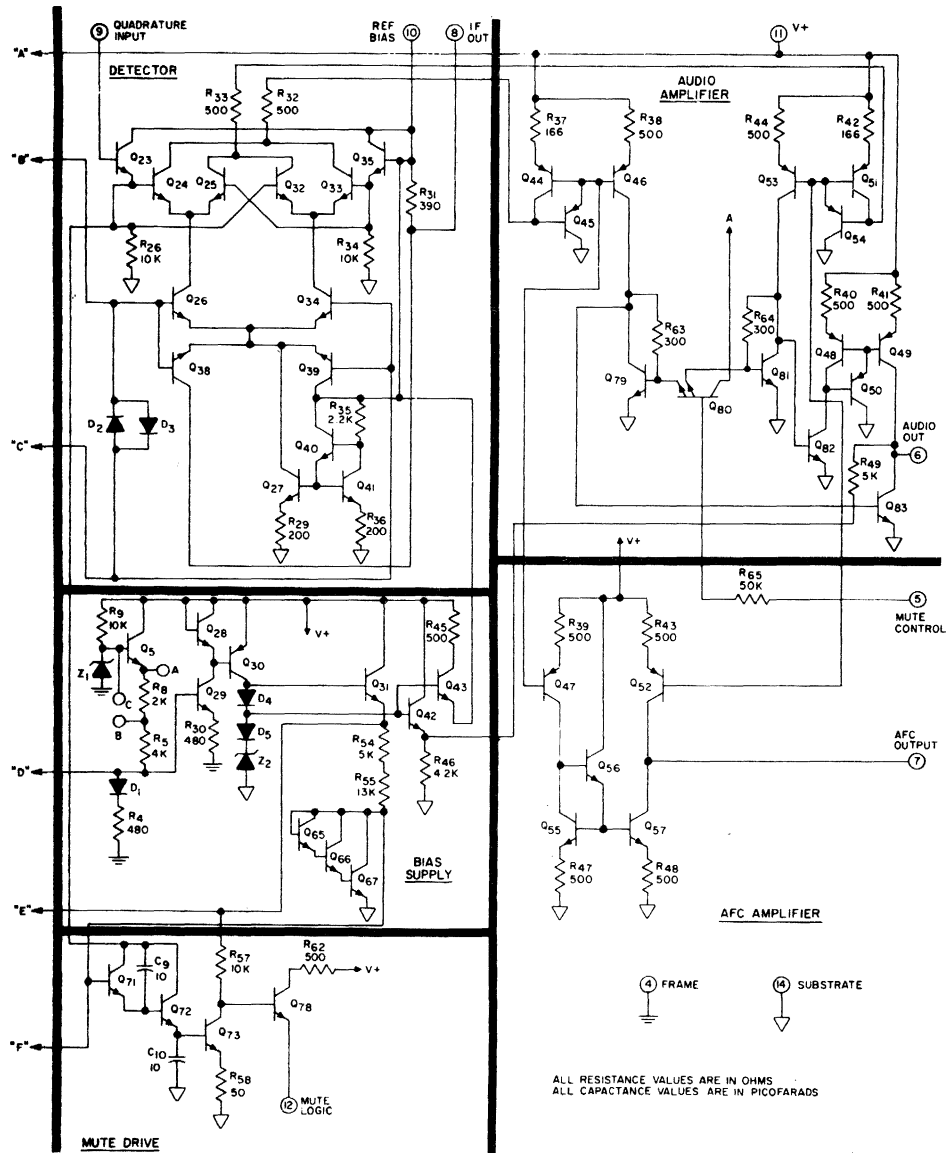 9 QUADRATURE INPUT
REF BIAS 10
8 IF OUT
11 V+
"A"
DETECTOR
AUDIO AMPLIFIER
R33 500
R32 500
R37 166
R38 500
R44 500
R42 166
Q23
Q35
"B"
Q24
Q25
Q32
Q33
Q44
Q46
Q53
Q51
R31 390
Q45
A
Q54
R26 10K
R34 10K
Q26
Q34
R40 500
R41 500
R63 300
R64 300
Q38
Q39
Q79
Q81
Q48
Q49
Q80
Q50
D2
D3
R35 2.2K
Q40
AUDIO OUT
6
"C"
Q82
R49 5K
Q27
Q41
Q83
R29 200
R36 200
V+
R65 50K
5
MUTE CONTROL
R9 10K
Q28
V+
R45 500
R39 500
R43 500
Q5
Q30
Z1
A
Q31
Q43
Q47
Q52
R8 2K
Q29
D4
C
B
Q42
R30 480
D5
R5 4K
R54 5K
R46 4.2K
AFC OUTPUT
7
"D"
Z2
Q56
D1
R55 13K
R4 480
Q65
Q55
Q57
Q66
BIAS SUPPLY
Q67
R47 500
R48 500
"E"
AFC AMPLIFIER
R57 10K
R62 500
V+
C9 10
Q71
4 FRAME
14 SUBSTRATE
Q72
Q78
Q73
"F"
C10 10
R58 50
12 MUTE LOGIC
ALL RESISTANCE VALUES ARE IN OHMS
ALL CAPACTANCE VALUES ARE IN PICOFARADS
MUTE DRIVE